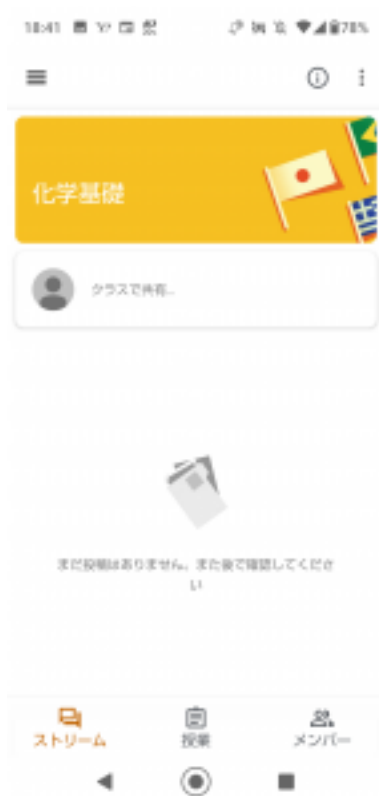 18:41
78%
化学基礎
クラスで共有...
まだ投稿はありません。また後で確認してくださ
い
ストリーム
授業
メンバー